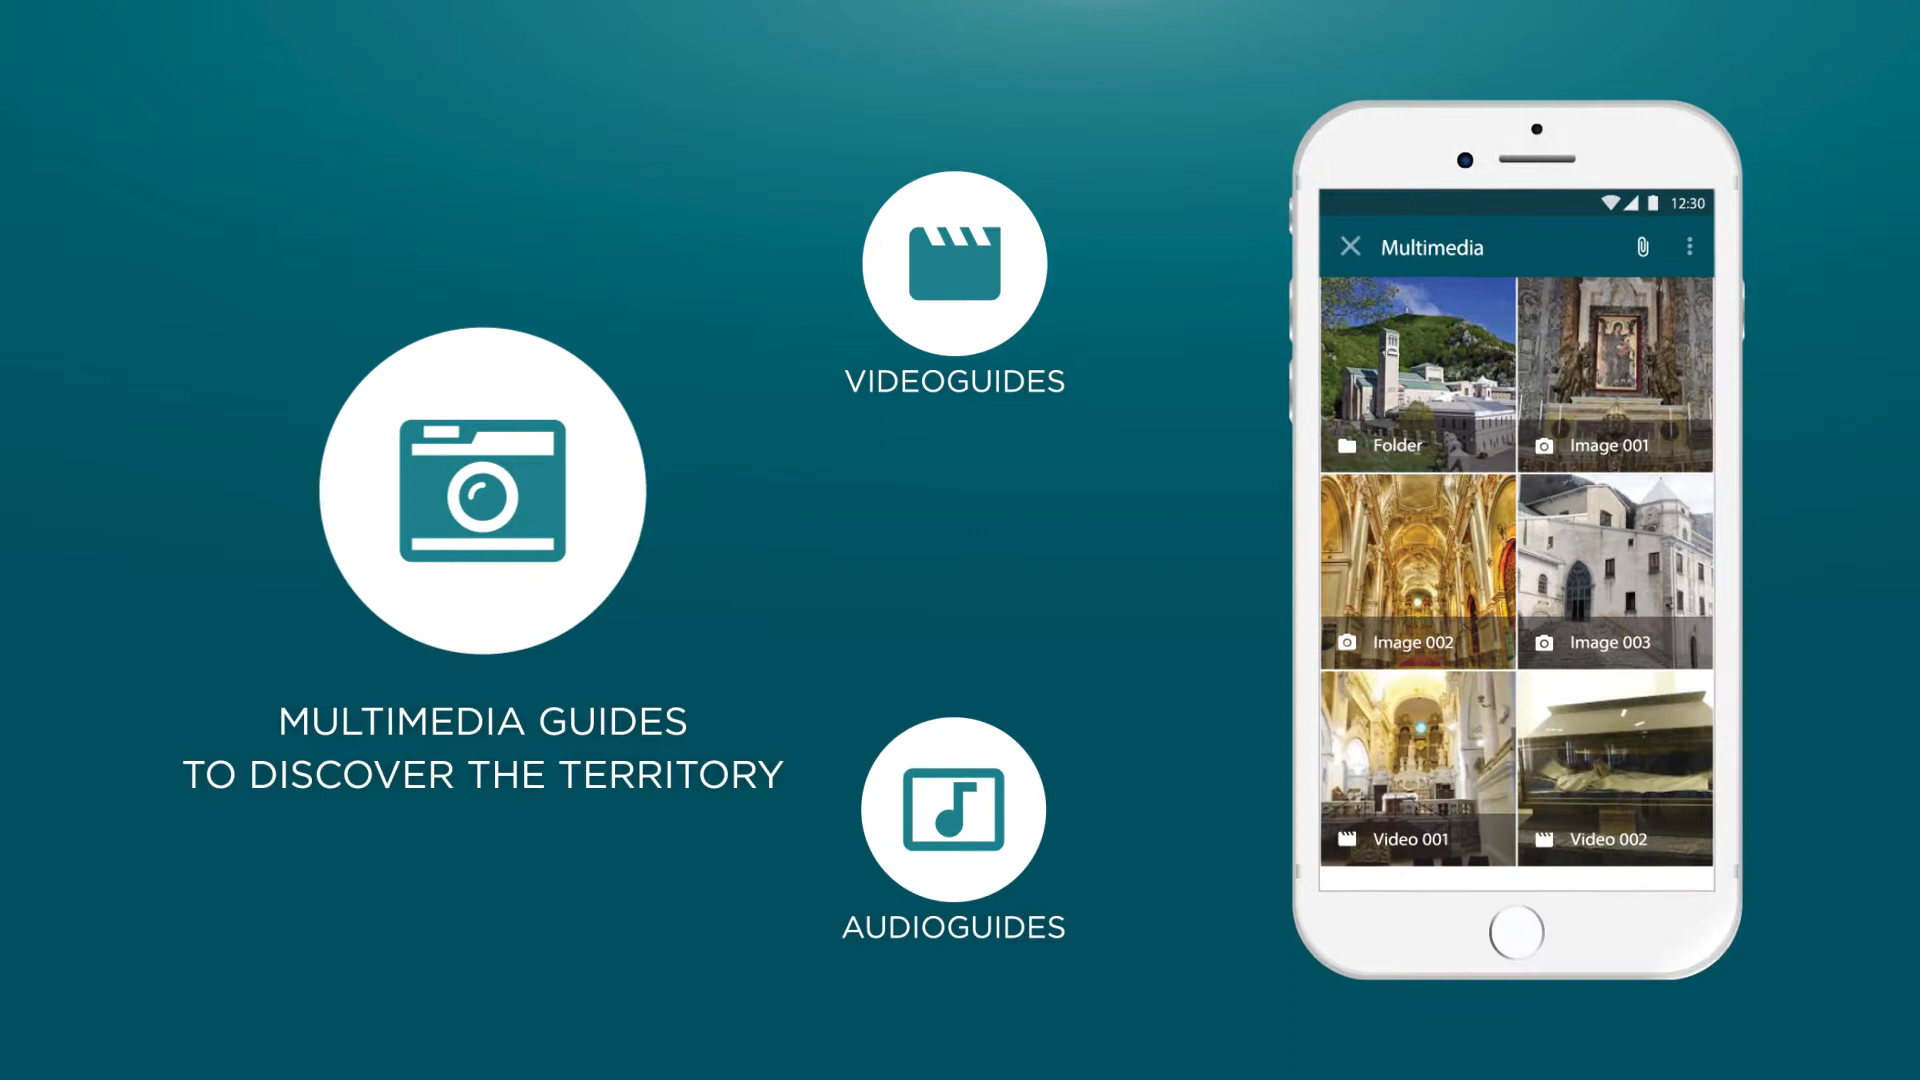 MULTIMEDIA GUIDES
TO DISCOVER THE TERRITORY
VIDEOGUIDES
AUDIOGUIDES
12:30
Multimedia
Folder
Image 001
Image 002
Image 003
Video 001
Video 002